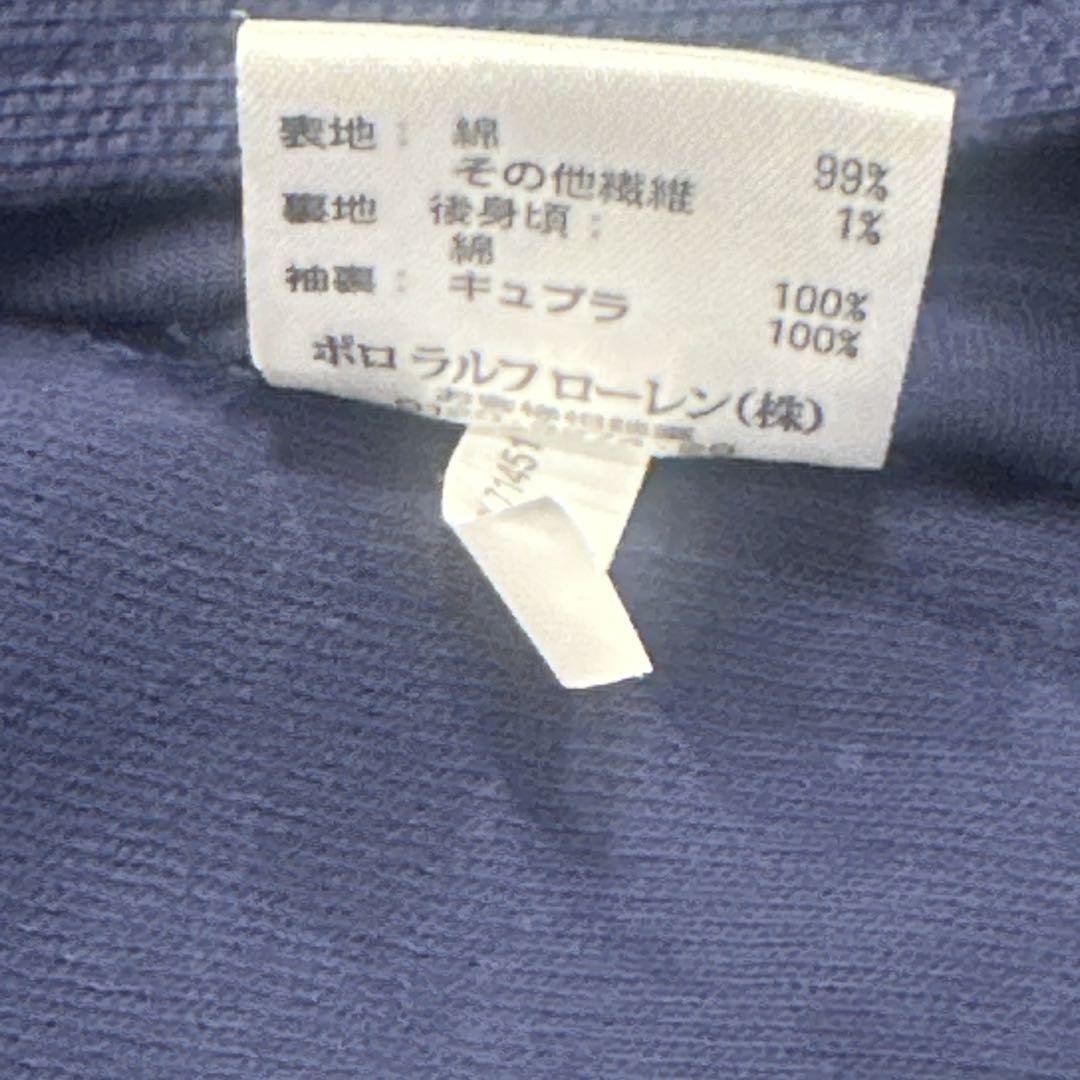 表地： 綿 99%
その他繊維 1%
裏地 後身頃：
綿 100%
袖裏： キュプラ 100%
ポロ ラルフ ローレン(株)
71451